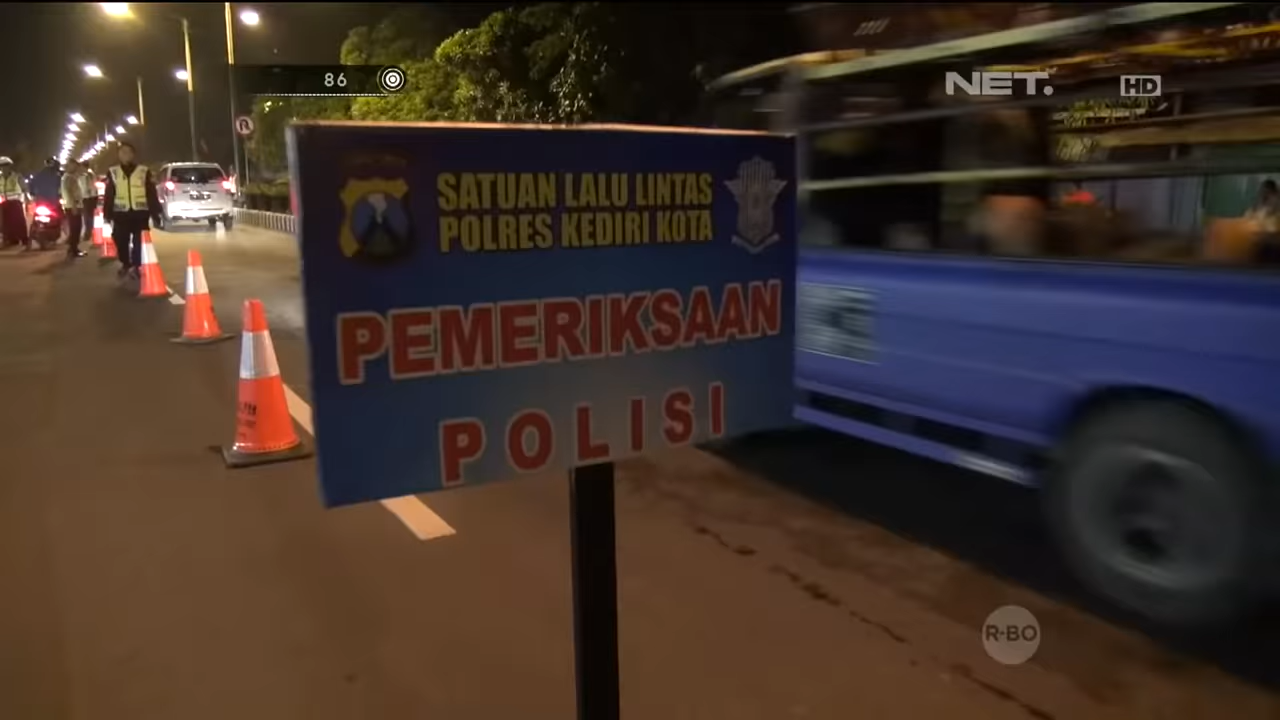 86
NET.
HD
SATUAN LALU LINTAS
POLRES KEDIRI KOTA
PEMERIKSAAN
POLISI
R-BO